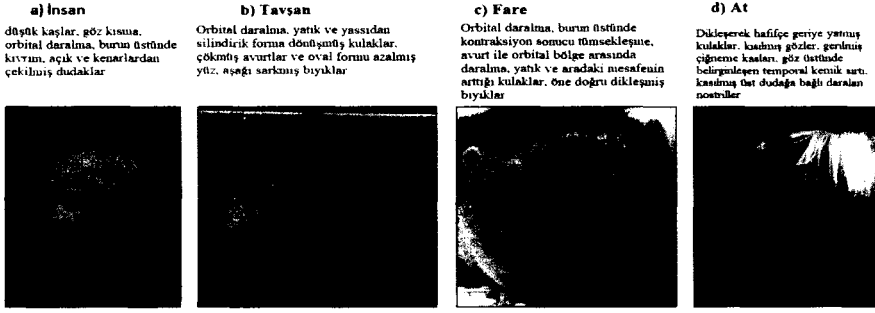 a) İnsan
düşük kaşlar, göz kısma,
orbital daralma, burun üstünde
kıvrım, açık ve kenarlardan
çekilmiş dudaklar
b) Tavşan
Orbital daralma, yatık ve yassıdan
silindirik forma dönüşmüş kulaklar,
çökmüş avurtlar ve oval formu azalmış
yüz, aşağı sarkmış bıyıklar
c) Fare
Orbital daralma, burun üstünde
kontraksiyon sonucu tümsekleşme,
avurt ile orbital bölge arasında
daralma, yatık ve aradaki mesafenin
arttığı kulaklar, öne doğru dikleşmiş
bıyıklar
d) At
Dikleşerek hafifçe geriye yatmış
kulaklar, kısılmış gözler, gerilmiş
çiğneme kasları, göz üstünde
belirginleşen temporal kemik sırtı,
kasılmış üst dudağa bağlı daralan
nostriller